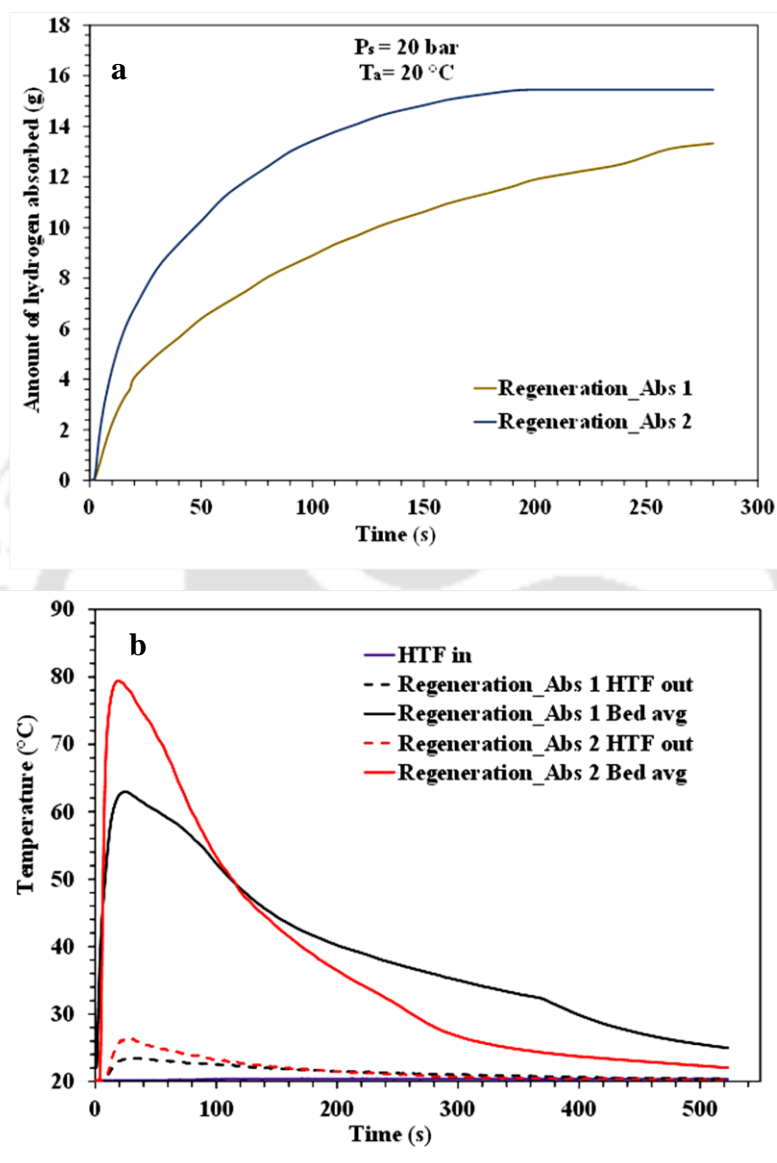 18
16
14
12
10
8
6
4
2
0
Amount of hydrogen absorbed (g)
a
Ps = 20 bar
Ta= 20 °C
Regeneration_Abs 1
Regeneration_Abs 2
0 50 100 150 200 250 300
Time (s)
90
80
70
60
50
40
30
20
Temperature (°C)
b
HTF in
Regeneration_Abs 1 HTF out
Regeneration_Abs 1 Bed avg
Regeneration_Abs 2 HTF out
Regeneration_Abs 2 Bed avg
0 100 200 300 400 500
Time (s)